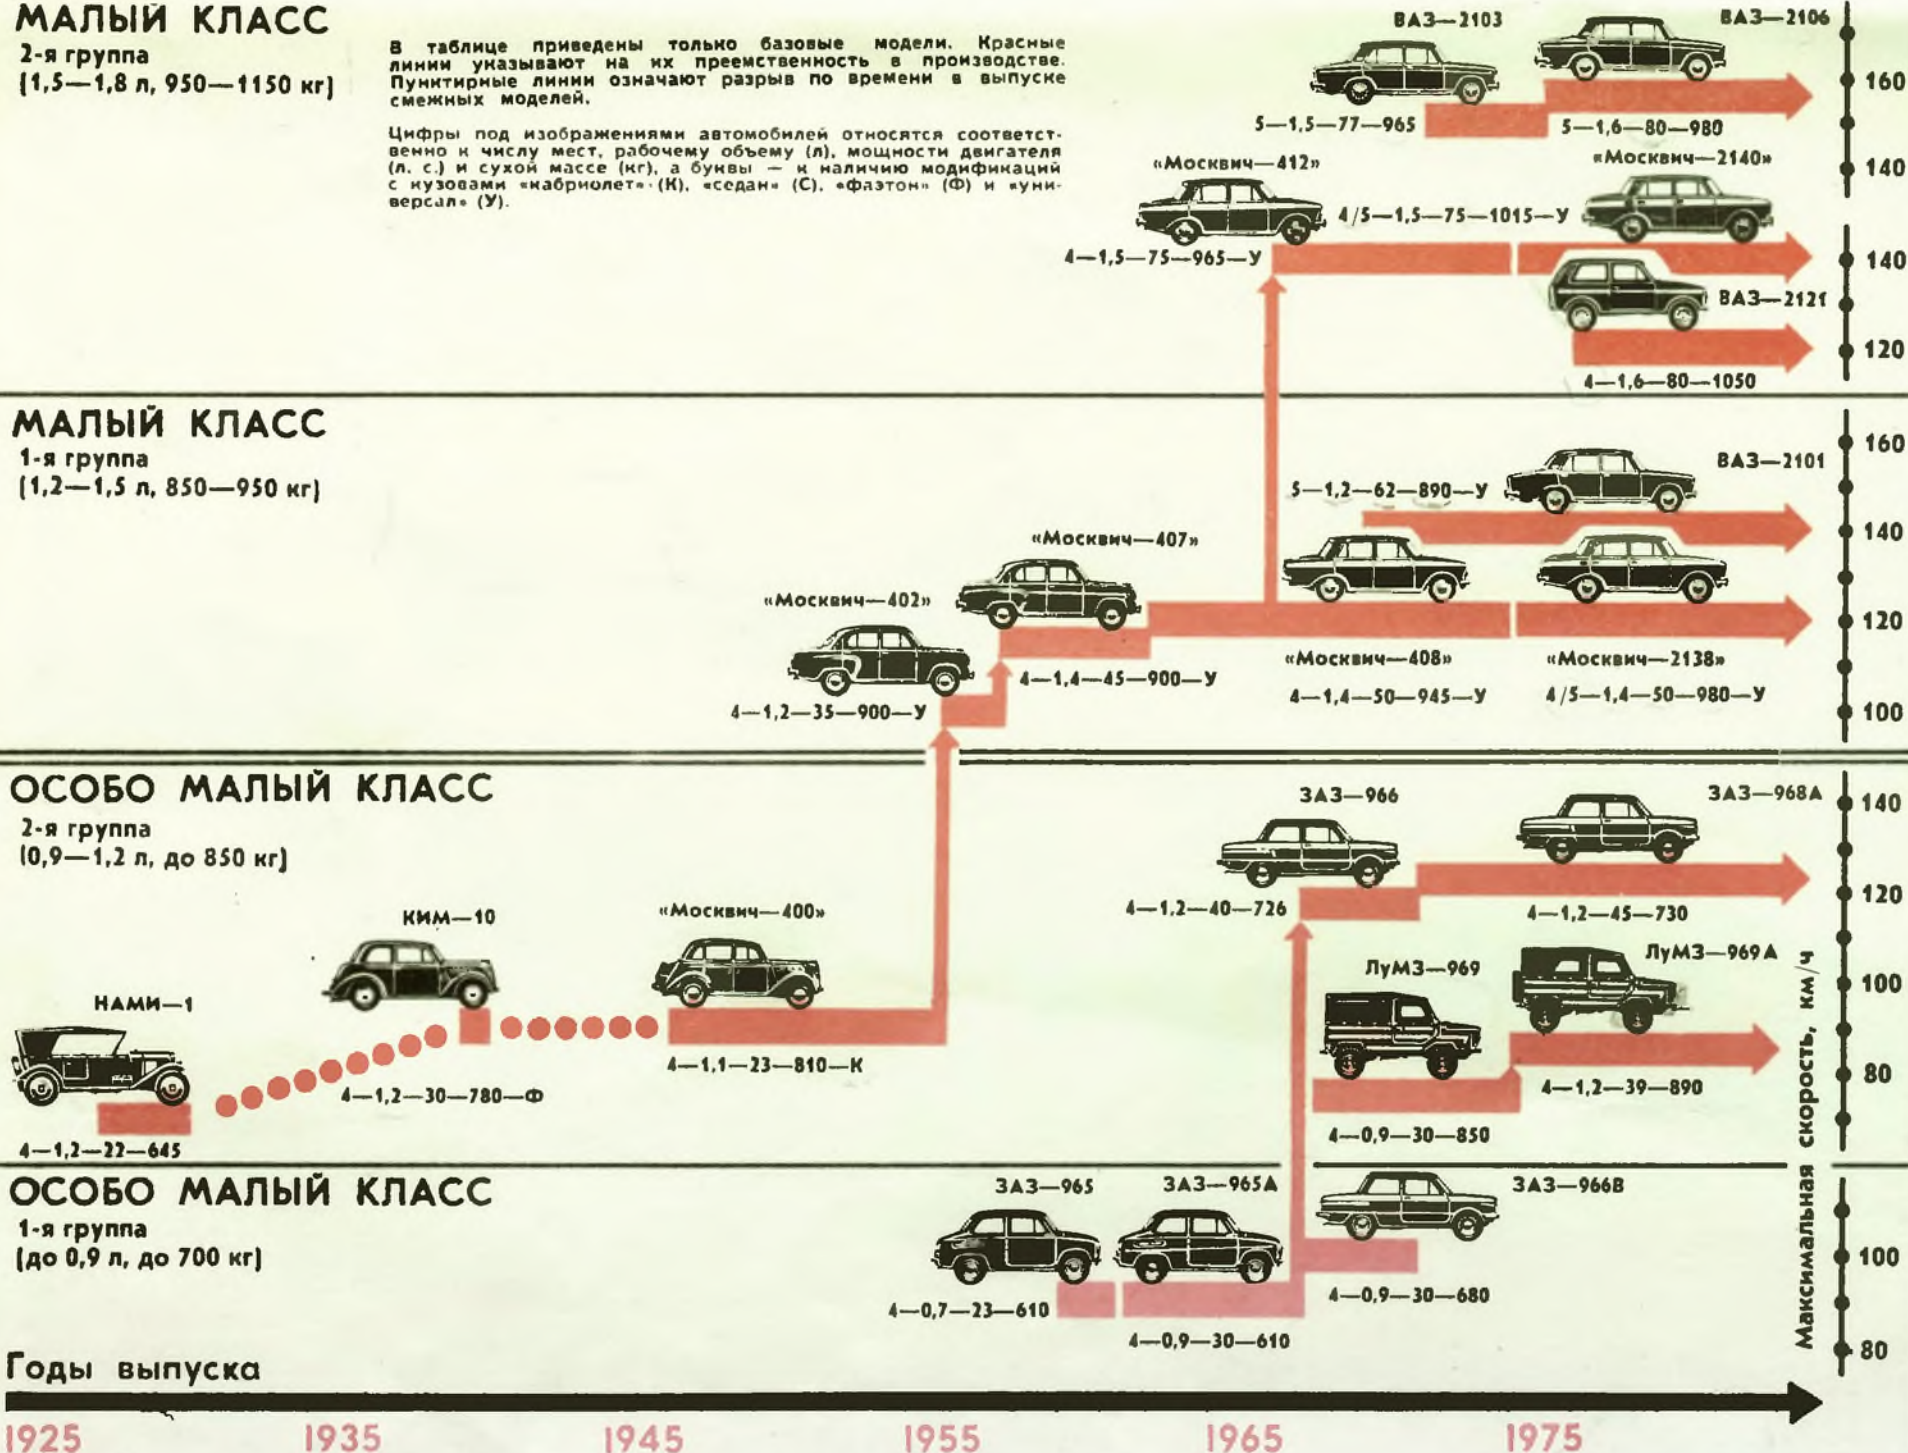 МАЛЫЙ КЛАСС
2-я группа
(1,5—1,8 л, 950—1150 кг)
В таблице приведены только базовые модели. Красные
линии указывают на их преемственность в производстве.
Пунктирные линии означают разрыв по времени в выпуске
смежных моделей.
Цифры под изображениями автомобилей относятся соответст-
венно к числу мест, рабочему объему (л), мощности двигателя
(л. с.) и сухой массе (кг), а буквы — к наличию модификаций
с кузовами «кабриолет» (К), «седан» (С), «фаэтон» (Ф) и «уни-
версал» (У).
ВАЗ—2103
ВАЗ—2106
160
5—1,5—77—965
5—1,6—80—980
«Москвич—412»
«Москвич—2140»
140
4/5—1,5—75—1015—У
4—1,5—75—965—У
140
ВАЗ—2121
120
4—1,6—80—1050
МАЛЫЙ КЛАСС
1-я группа
(1,2—1,5 л, 850—950 кг)
160
ВАЗ—2101
5—1,2—62—890—У
140
«Москвич—407»
«Москвич—402»
120
«Москвич—408»
«Москвич—2138»
4—1,4—45—900—У
4—1,4—50—945—У
4/5—1,4—50—980—У
4—1,2—35—900—У
100
ОСОБО МАЛЫЙ КЛАСС
2-я группа
(0,9—1,2 л, до 850 кг)
ЗАЗ—966
ЗАЗ—968А
140
120
4—1,2—40—726
4—1,2—45—730
КИМ—10
«Москвич—400»
ЛуМЗ—969
ЛуМЗ—969А
100
НАМИ—1
4—1,1—23—810—К
80
4—1,2—30—780—Ф
4—1,2—39—890
4—0,9—30—850
4—1,2—22—645
Максимальная скорость, км/ч
ОСОБО МАЛЫЙ КЛАСС
1-я группа
(до 0,9 л, до 700 кг)
ЗАЗ—965
ЗАЗ—965А
ЗАЗ—966В
100
4—0,7—23—610
4—0,9—30—680
4—0,9—30—610
80
Годы выпуска
1925
1935
1945
1955
1965
1975